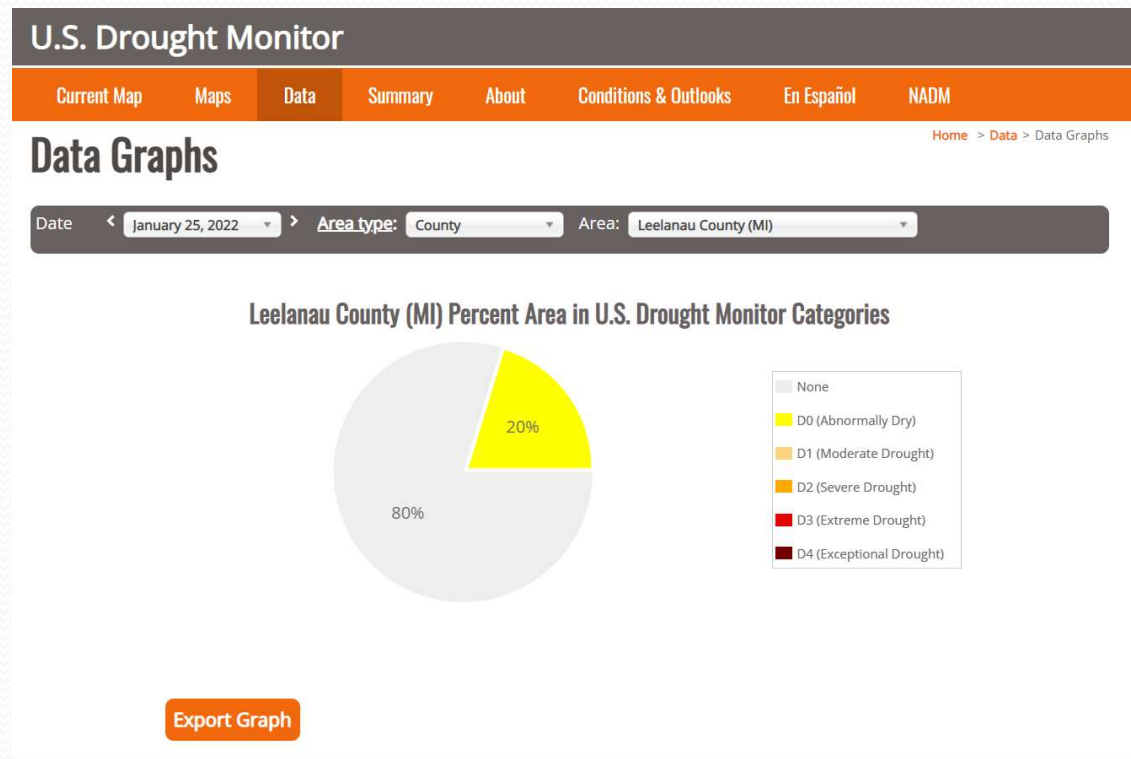 U.S. Drought Monitor
Current Map Maps Data Summary About Conditions & Outlooks En Español NADM
Home > Data > Data Graphs
Data Graphs
Date < January 25, 2022 > Area type: County Area: Leelanau County (MI)
Leelanau County (MI) Percent Area in U.S. Drought Monitor Categories
20%
80%
None
D0 (Abnormally Dry)
D1 (Moderate Drought)
D2 (Severe Drought)
D3 (Extreme Drought)
D4 (Exceptional Drought)
Export Graph